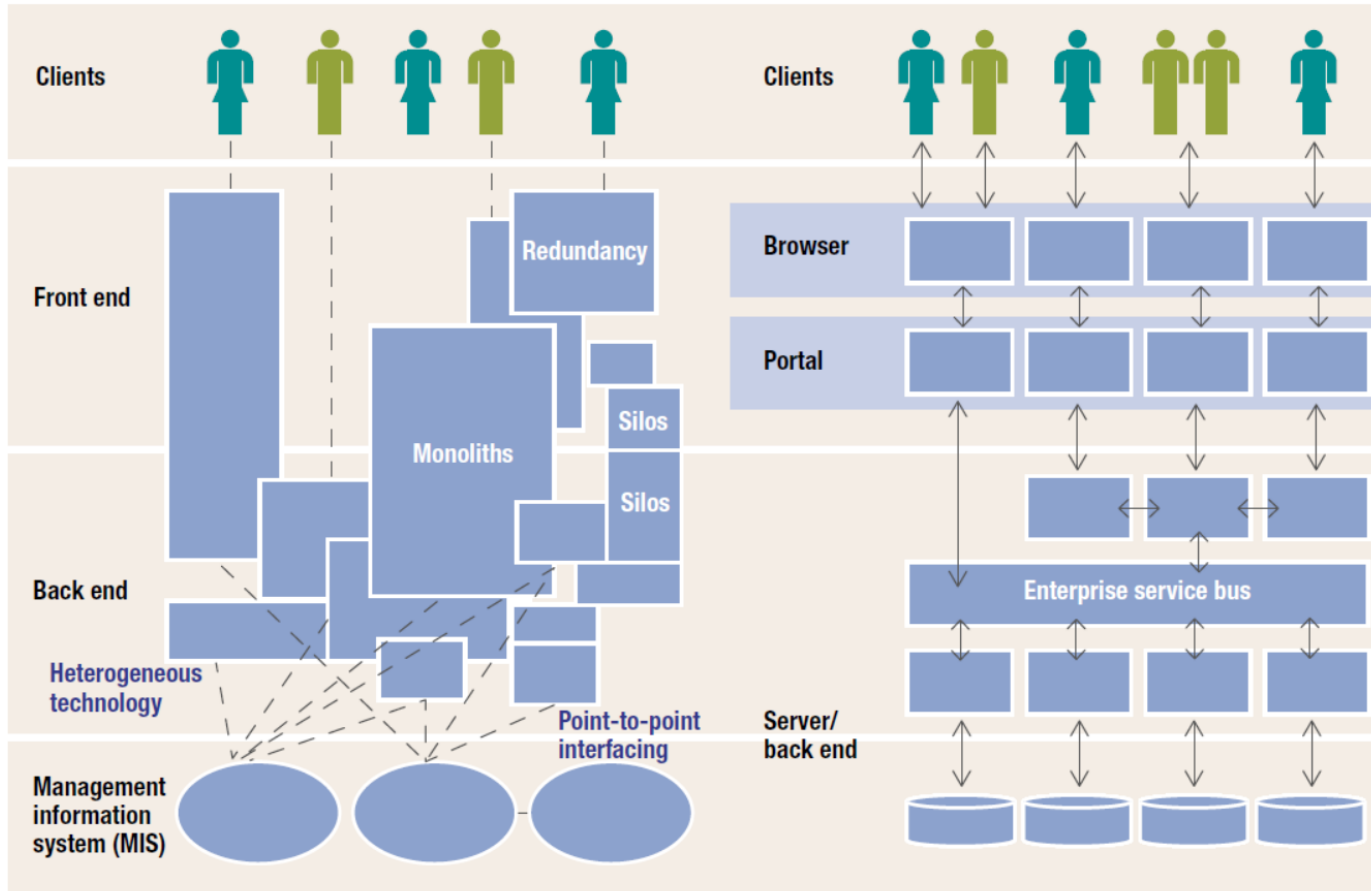 Clients
Front end
Redundancy
Silos
Monoliths
Silos
Back end
Heterogeneous
technology
Point-to-point
interfacing
Management
information
system (MIS)
Clients
Browser
Portal
Enterprise service bus
Server/
back end